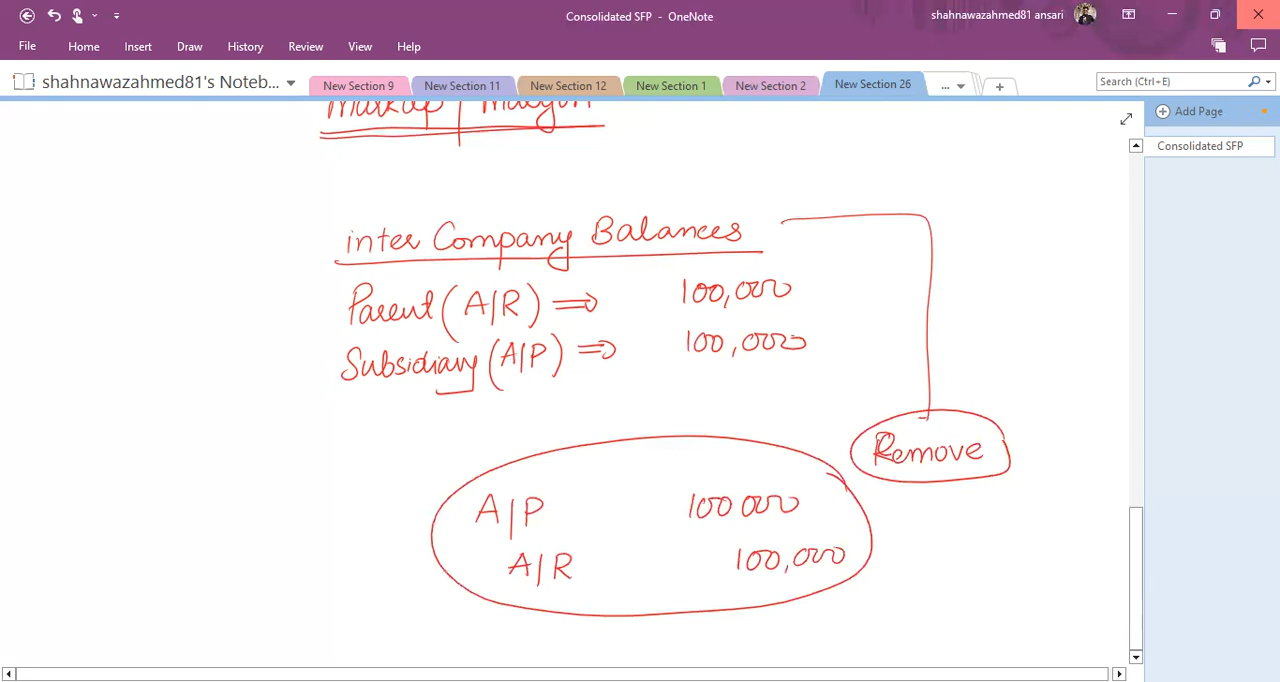 Consolidated SFP - OneNote
shahnawazahmed81 ansari
File Home Insert Draw History Review View Help
shahnawazahmed81's Noteb...
New Section 9
New Section 11
New Section 12
New Section 1
New Section 2
New Section 26
...
Search (Ctrl+E)
Add Page
Consolidated SFP
Markup | Margin
inter Company Balances
Parent (A/R) ⇒ 100,000
Subsidiary (A/P) ⇒ 100,000
Remove
A/P 100000
A/R 100,000